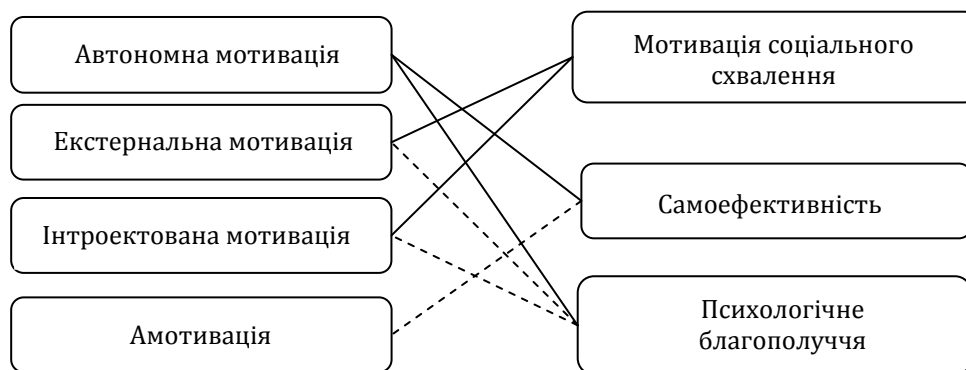 Автономна мотивація
Екстернальна мотивація
Інтроектована мотивація
Амотивація
Мотивація соціального
схвалення
Самоефективність
Психологічне
благополуччя